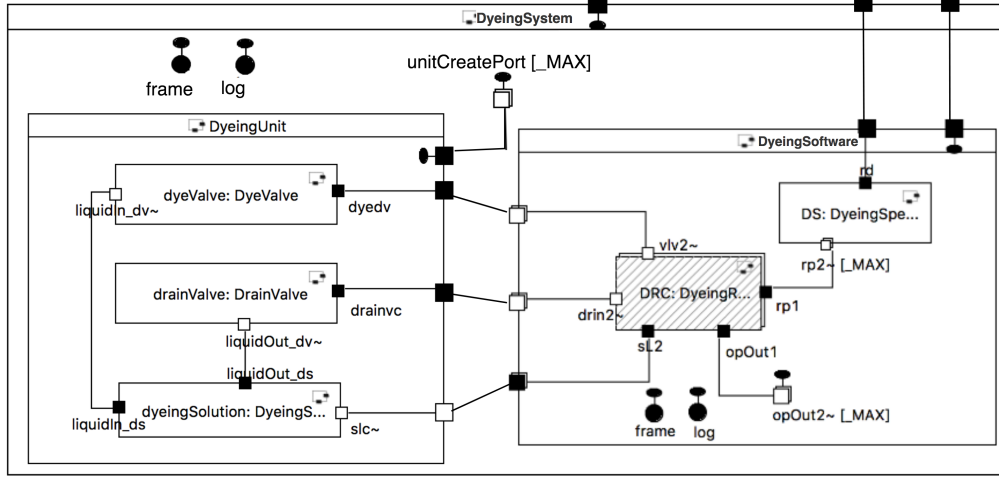 DyeingSystem
unitCreatePort [_MAX]
frame
log
DyeingUnit
DyeingSoftware
dyeValve: DyeValve
liquidIn_dv~
dyedv
rd
DS: DyeingSpe...
rp2~ [_MAX]
vlv2~
drainValve: DrainValve
drainvc
DRC: DyeingR...
drin2~
rp1
liquidOut_dv~
sL2
opOut1
liquidOut_ds
dyeingSolution: DyeingS...
liquidIn_ds
slc~
opOut2~ [_MAX]
frame
log